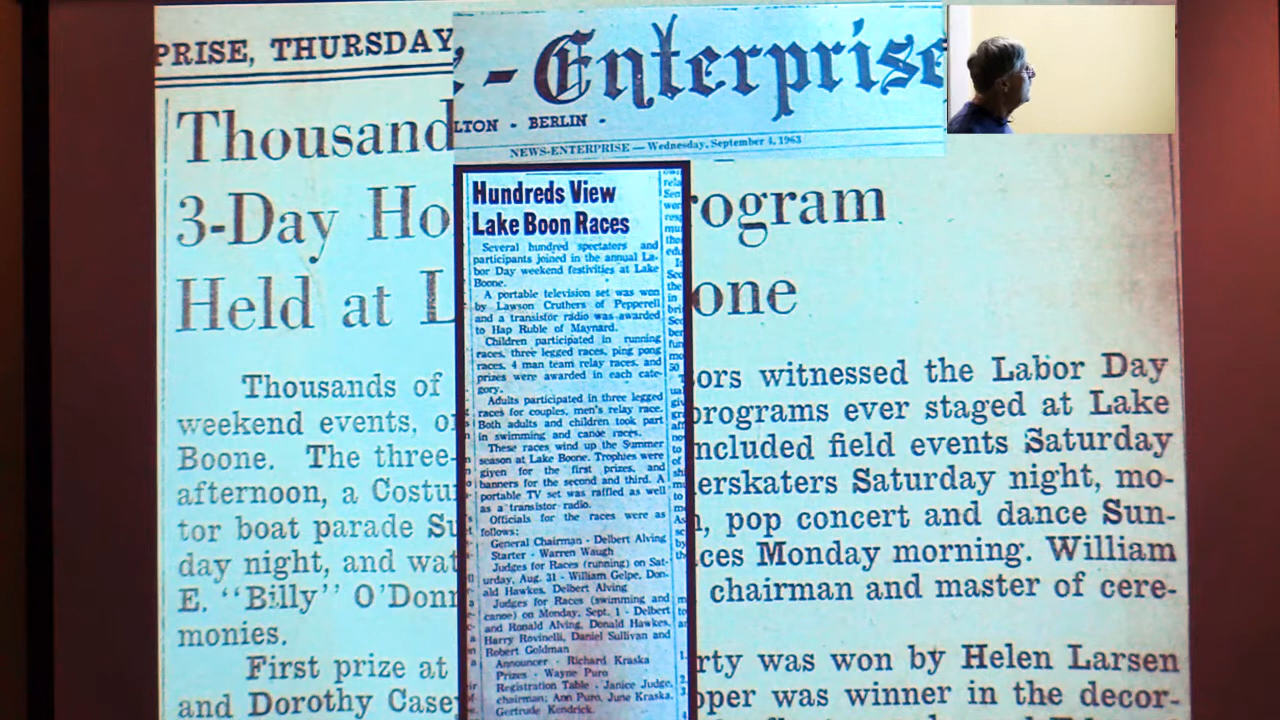 PRISE, THURSDAY
Thousand
3-Day Ho
rogram
Held at L
one
Thousands of
ors witnessed the Labor Day
weekend events, o
programs ever staged at Lake
Boone. The three-
ncluded field events Saturday
afternoon, a Costu
erskaters Saturday night, mo-
tor boat parade Su
, pop concert and dance Sun-
day night, and wat
ces Monday morning. William
E. "Billy" O'Donn
chairman and master of cere-
monies.
First prize at
rty was won by Helen Larsen
and Dorothy Casey
pper was winner in the decor-
- Enterprise
LTON - BERLIN -
NEWS-ENTERPRISE — Wednesday, September 4, 1963
Hundreds View
Lake Boon Races
Several hundred spectaters and
participants joined in the annual La-
bor Day weekend festivities at Lake
Boone.
A portable television set was won
by Lawson Cruthers of Pepperell
and a transistor radio was awarded
to Hap Ruble of Maynard.
Children participated in running
races, three legged races, ping pong
races, 4 man team relay races, and
prizes were awarded in each cate-
gory.
Adults participated in three legged
races for couples, men's relay race.
Both adults and children took part
in swimming and canoe races.
These races wind up the Summer
season at Lake Boone. Trophies were
given for the first prizes, and
banners for the second and third. A
portable TV set was raffled as well
as a transistor radio.
Officials for the races were as
follows:
General Chairman - Delbert Alving
Starter - Warren Waugh
Judges for Races (running) on Sat-
urday, Aug. 31 - William Gelpe, Don-
ald Hawkes, Delbert Alving
Judges for Races (swimming and
canoe) on Monday, Sept. 1 - Delbert
and Ronald Alving, Donald Hawkes,
Harry Rovinelli, Daniel Sullivan and
Robert Goldman
Announcer - Richard Kraska
Prizes - Wayne Puro
Registration Table - Janice Judge,
chairman; Ann Puro, June Kraska,
Gertrude Kendrick.